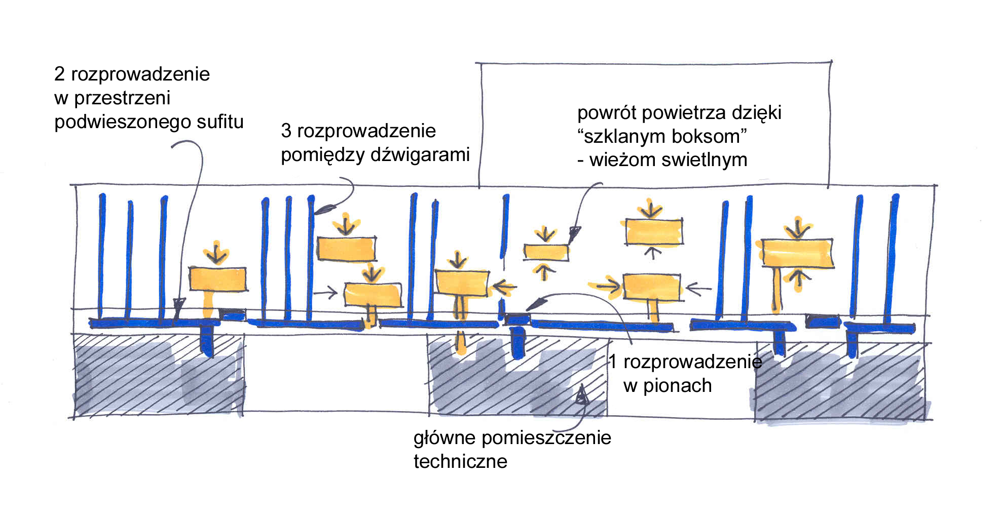 2 rozprowadzenie
w przestrzeni
podwieszonego sufitu
3 rozprowadzenie
pomiędzy dźwigarami
powrót powietrza dzięki
“szklanym boksom”
- wieżom swietlnym
1 rozprowadzenie
w pionach
główne pomieszczenie
techniczne